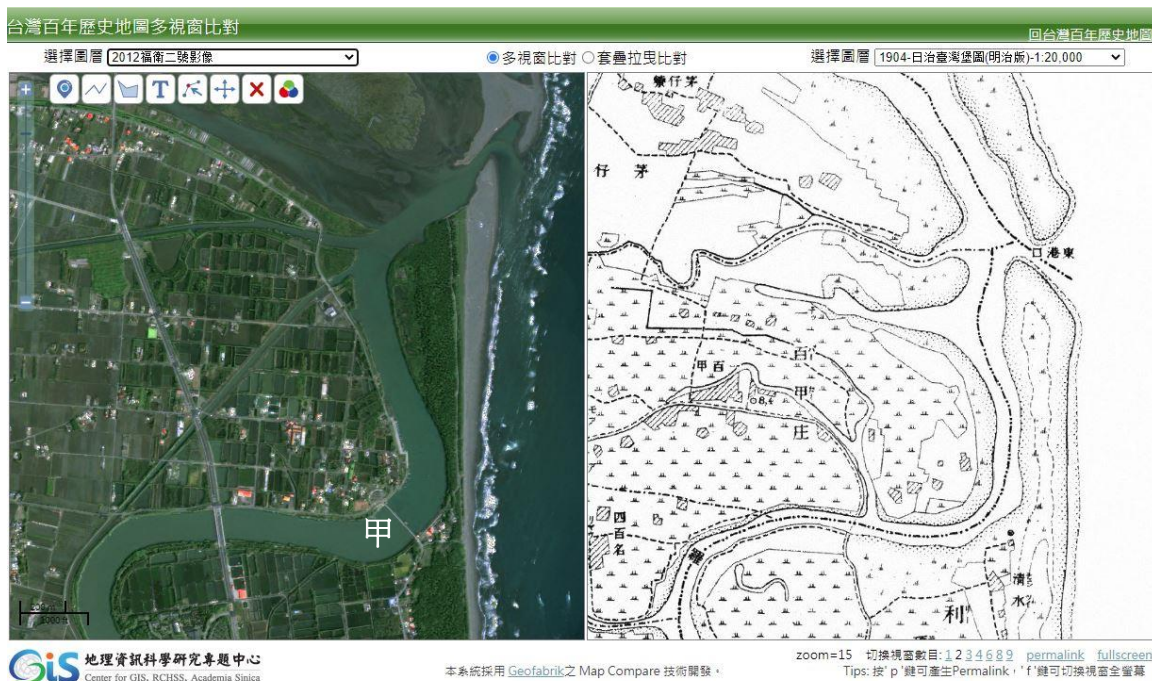 台灣百年歷史地圖多視窗比對
回台灣百年歷史地圖
選擇圖層 2012福衛二號影像
多視窗比對 套疊拉曳比對
選擇圖層 1904-日治臺灣堡圖(明治版)-1:20,000
T
甲
茅仔寮
茅仔
東港口
百甲庄
百甲
8.4
四百名
羅
清水
利
地理資訊科學研究專題中心
Center for GIS, RCHSS, Academia Sinica
本系統採用 Geofabrik之 Map Compare 技術開發。
zoom=15 切換視窗數目: 1 2 3 4 6 8 9 permalink fullscreen
Tips: 按' p '鍵可產生Permalink，' f '鍵可切換視窗全螢幕